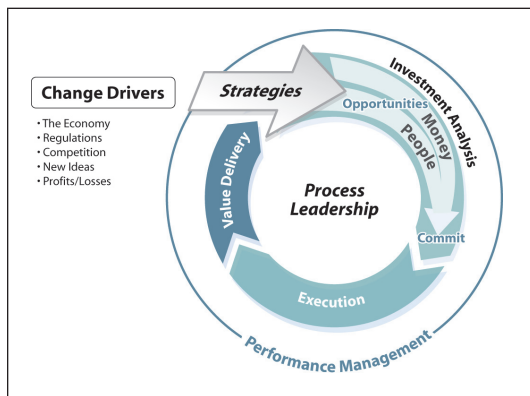 Change Drivers
• The Economy
• Regulations
• Competition
• New Ideas
• Profits/Losses
Strategies
Opportunities
Investment Analysis
Money
People
Commit
Process
Leadership
Value Delivery
Execution
Performance Management